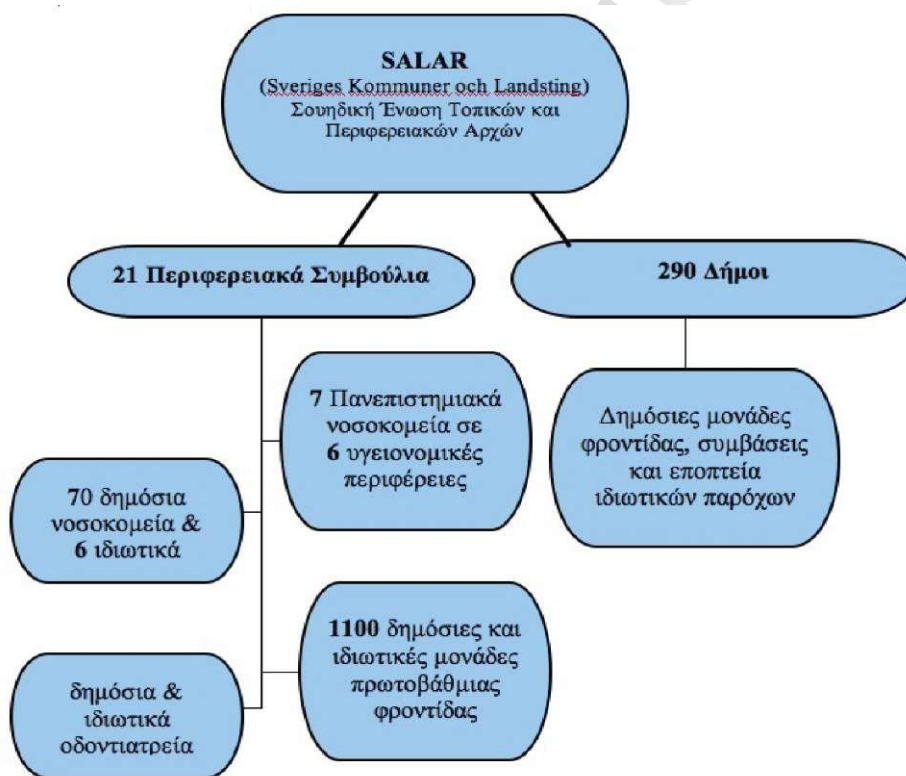 SALAR
(Sveriges Kommuner och Landsting)
Σουηδική Ένωση Τοπικών και
Περιφερειακών Αρχών
21 Περιφερειακά Συμβούλια
290 Δήμοι
7 Πανεπιστημιακά
νοσοκομεία σε
6 υγειονομικές
περιφέρειες
Δημόσιες μονάδες
φροντίδας, συμβάσεις
και εποπτεία
ιδιωτικών παρόχων
70 δημόσια
νοσοκομεία &
6 ιδιωτικά
1100 δημόσιες και
ιδιωτικές μονάδες
πρωτοβάθμιας
φροντίδας
δημόσια &
ιδιωτικά
οδοντιατρεία